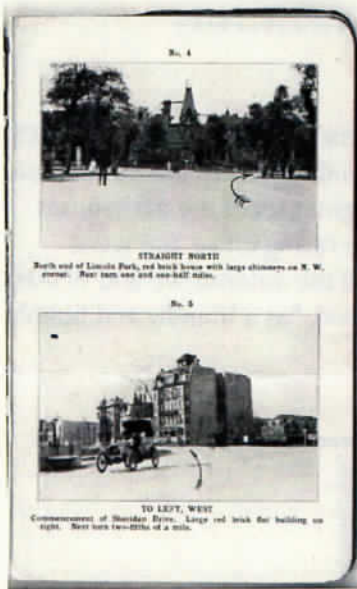 No. 4
STRAIGHT NORTH
North end of Lincoln Park, red brick house with large chimneys on N. W.
corner. Next turn one and one-half miles.
No. 5
TO LEFT, WEST
Commencement of Sheridan Drive. Large red brick flat building on
right. Next turn two-fifths of a mile.